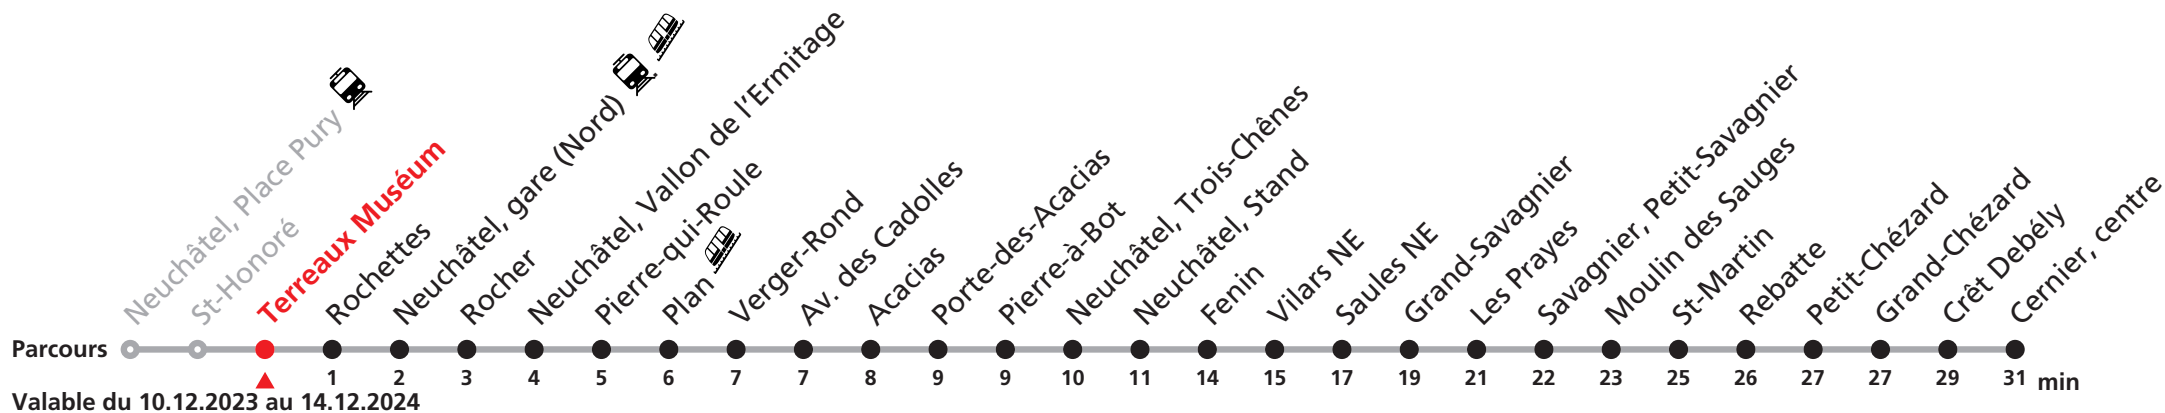 Neuchâtel, Place Pury
St-Honoré
Terreaux Muséum
Rochettes
Neuchâtel, gare (Nord)
Rocher
Neuchâtel, Vallon de l'Ermitage
Pierre-qui-Roule
Plan
Verger-Rond
Av. des Cadolles
Acacias
Porte-des-Acacias
Pierre-à-Bot
Neuchâtel, Trois-Chênes
Neuchâtel, Stand
Fenin
Vilars NE
Saules NE
Grand-Savagnier
Les Prayes
Savagnier, Petit-Savagnier
Moulin des Sauges
St-Martin
Rebatte
Petit-Chézard
Grand-Chézard
Crêt Debély
Cernier, centre
Parcours
1 2 3 4 5 6 7 7 8 9 9 10 11 14 15 17 19 21 22 23 25 26 27 27 29 31 min
Valable du 10.12.2023 au 14.12.2024